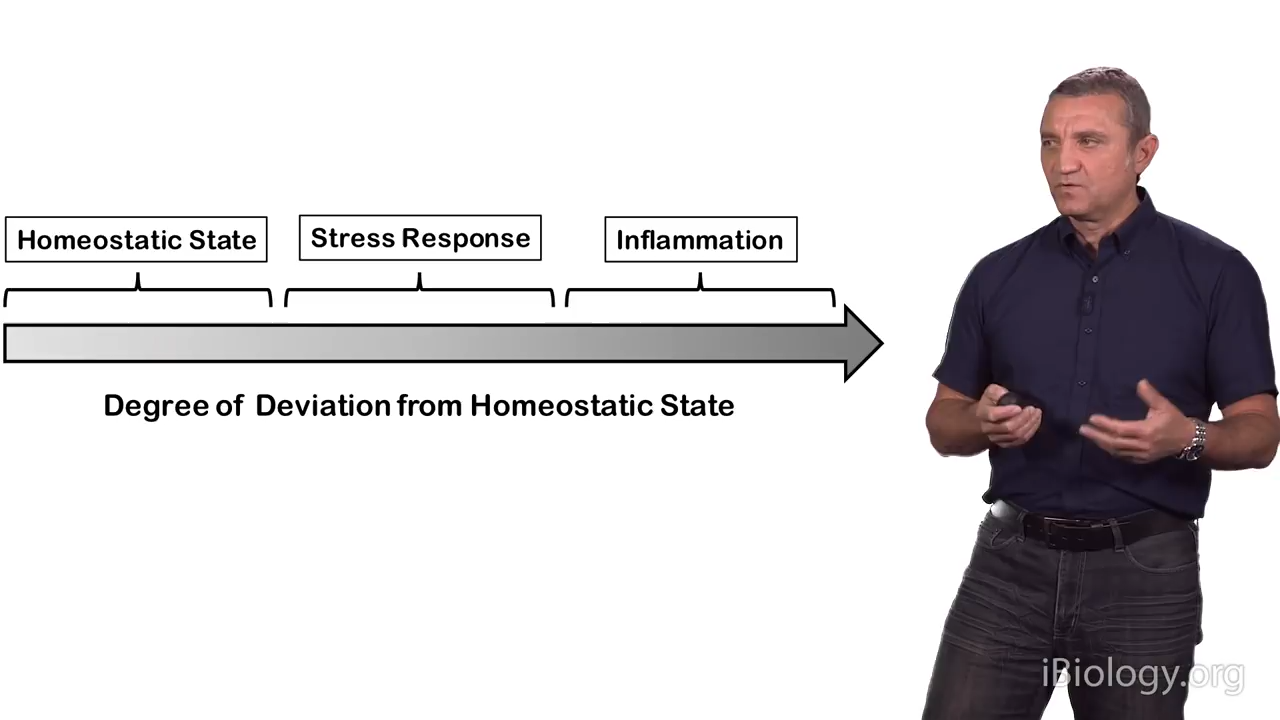 Homeostatic State
Stress Response
Inflammation
Degree of Deviation from Homeostatic State
iBiology.org